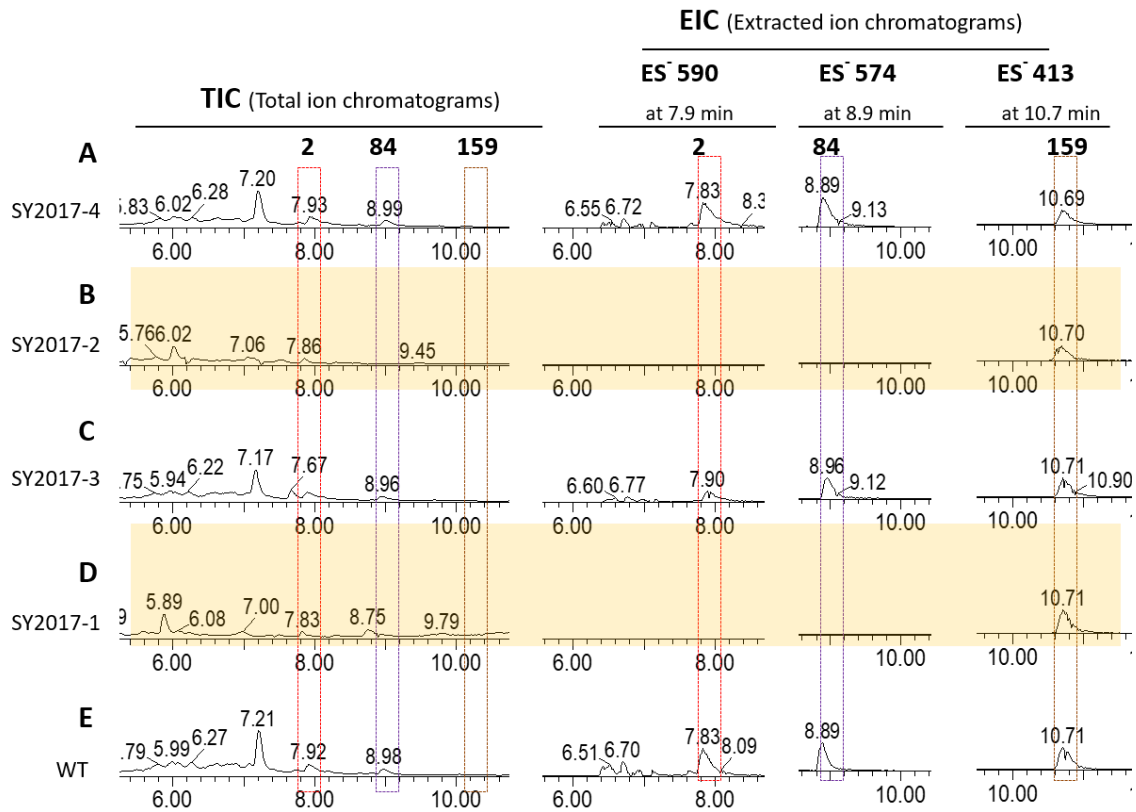 EIC (Extracted ion chromatograms)
ES⁻ 590 ES⁻ 574 ES⁻ 413
TIC (Total ion chromatograms)
at 7.9 min at 8.9 min at 10.7 min
2 84 159 2 84 159
A
SY2017-4
5.83 6.02 6.28 7.20 7.93 8.99 6.55 6.72 7.83 8.3 8.89 9.13 10.69
6.00 8.00 10.00 6.00 8.00 10.00 10.00
B
SY2017-2
5.76 6.02 7.06 7.86 9.45 10.70
6.00 8.00 10.00 6.00 8.00 10.00 10.00
C
SY2017-3
.75 5.94 6.22 7.17 7.67 8.96 6.60 6.77 7.90 8.96 9.12 10.71 10.90
6.00 8.00 10.00 6.00 8.00 10.00 10.00
D
SY2017-1
9 5.89 6.08 7.00 7.83 8.75 9.79 10.71
6.00 8.00 10.00 6.00 8.00 10.00 10.00
E
WT
.79 5.99 6.27 7.21 7.92 8.98 6.51 6.70 7.83 8.09 8.89 10.71
6.00 8.00 10.00 6.00 8.00 10.00 10.00